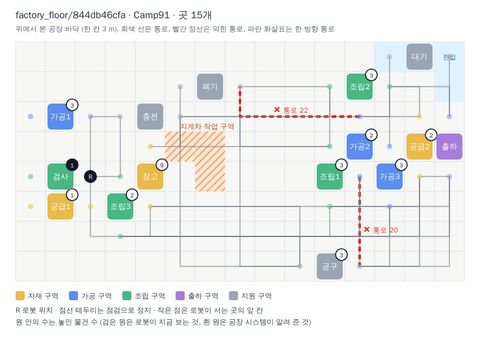 factory_floor/844db46cfa · Camp91 · 곳 15개
위에서 본 공장 바닥 (한 칸 3 m). 회색 선은 통로, 빨간 점선은 막힌 통로, 파란 화살표는 한 방향 통로
대기
진입
3
폐기
조립2
3
가공1
충전
✕ 통로 22
지게차 작업 구역
2
가공2
2
공급2
출하
1
검사
R
9
창고
3
조립1
3
가공3
1
공급1
2
조립3
✕ 통로 20
3
공구
자재 구역
가공 구역
조립 구역
출하 구역
지원 구역
R 로봇 위치 · 점선 테두리는 점검으로 정지 · 작은 점은 로봇이 서는 곳의 앞 칸
원 안의 수는 놓인 물건 수 (검은 원은 로봇이 지금 보는 것, 흰 원은 공장 시스템이 알려 준 것)